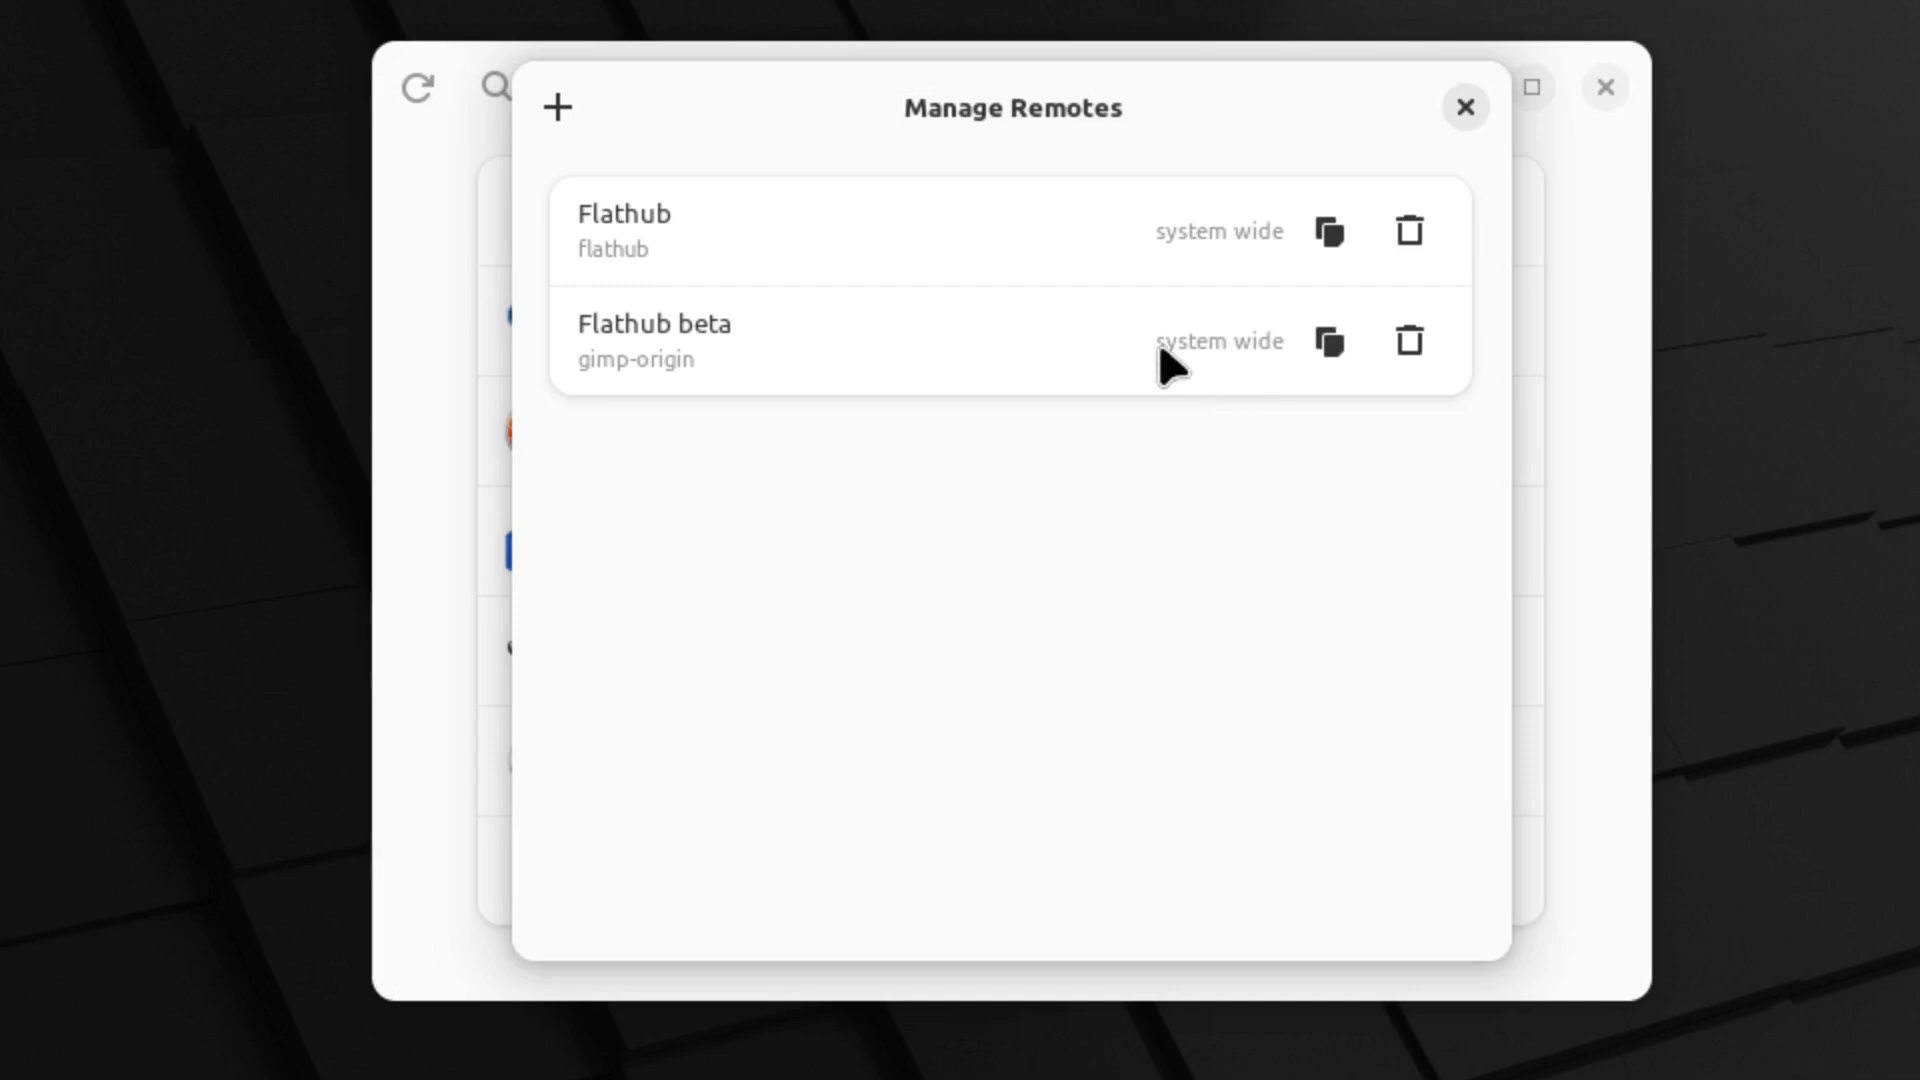 Manage Remotes
Flathub
flathub
system wide
Flathub beta
gimp-origin
system wide